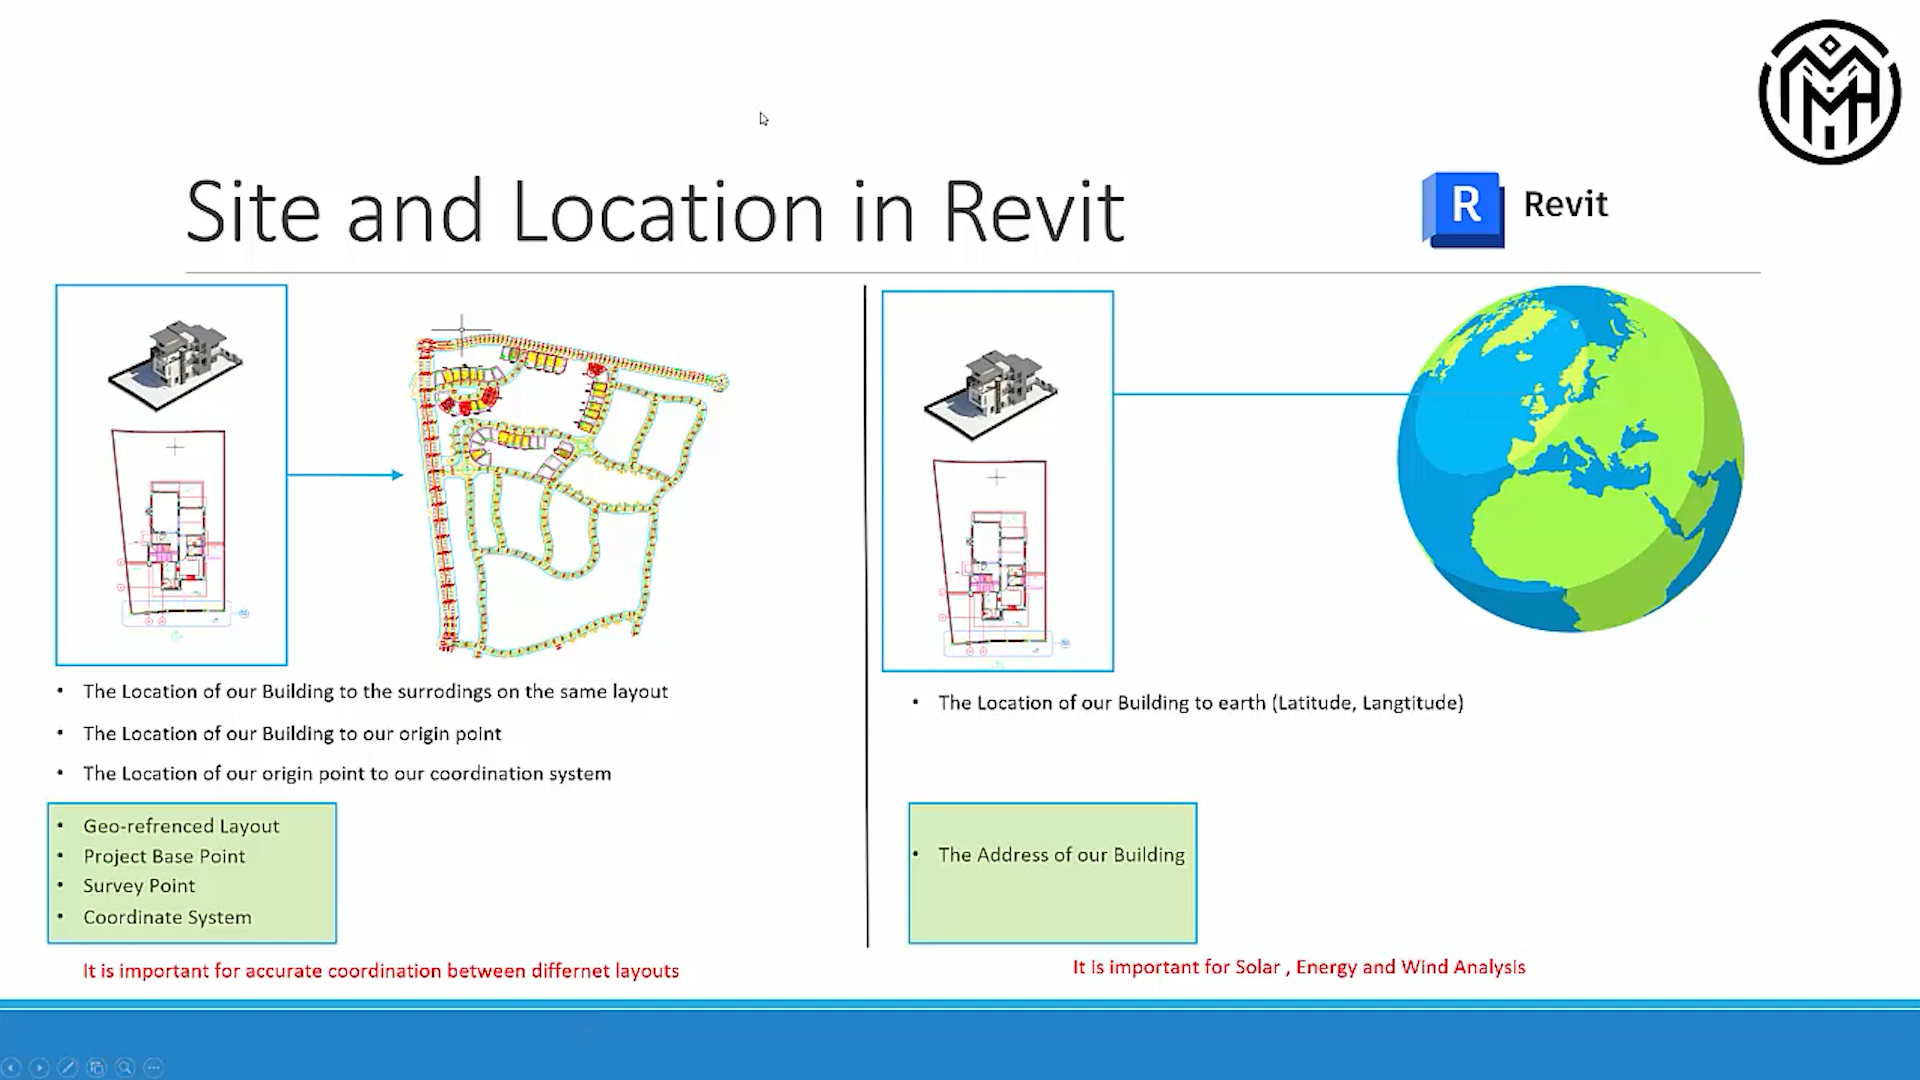 Site and Location in Revit
R Revit
The Location of our Building to the surrodings on the same layout
The Location of our Building to our origin point
The Location of our origin point to our coordination system
Geo-refrenced Layout
Project Base Point
Survey Point
Coordinate System
It is important for accurate coordination between differnet layouts
The Location of our Building to earth (Latitude, Langtitude)
The Address of our Building
It is important for Solar , Energy and Wind Analysis